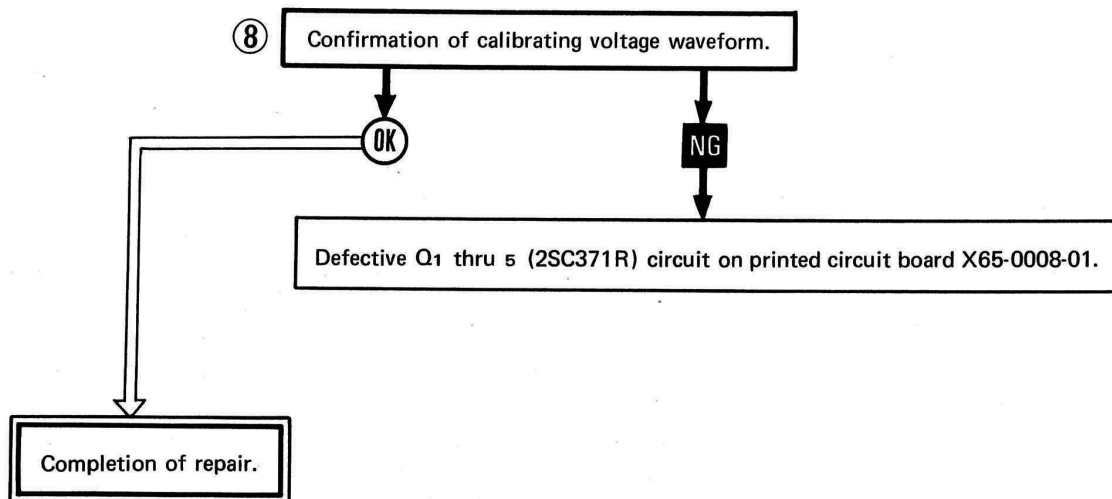 ⑧ Confirmation of calibrating voltage waveform.
OK
NG
Defective Q1 thru 5 (2SC371R) circuit on printed circuit board X65-0008-01.
Completion of repair.